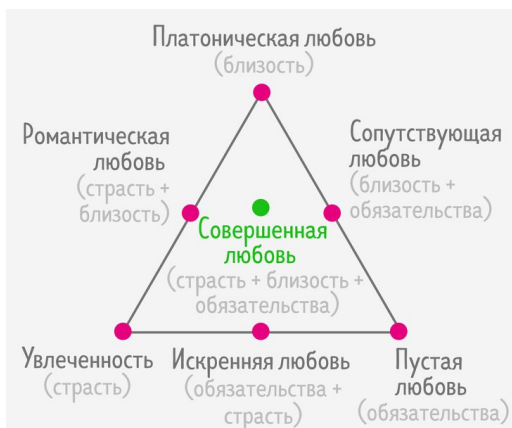 Платоническая любовь
(близость)
Романтическая
любовь
(страсть +
близость)
Сопутствующая
любовь
(близость +
обязательства)
Совершенная
любовь
(страсть + близость +
обязательства)
Увлеченность
(страсть)
Искренняя любовь
(обязательства +
страсть)
Пустая
любовь
(обязательства)